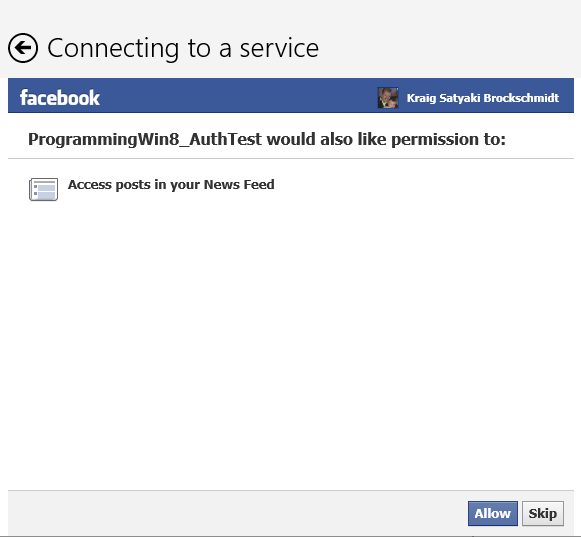 Connecting to a service
facebook
Kraig Satyaki Brockschmidt
ProgrammingWin8_AuthTest would also like permission to:
Access posts in your News Feed
Allow
Skip